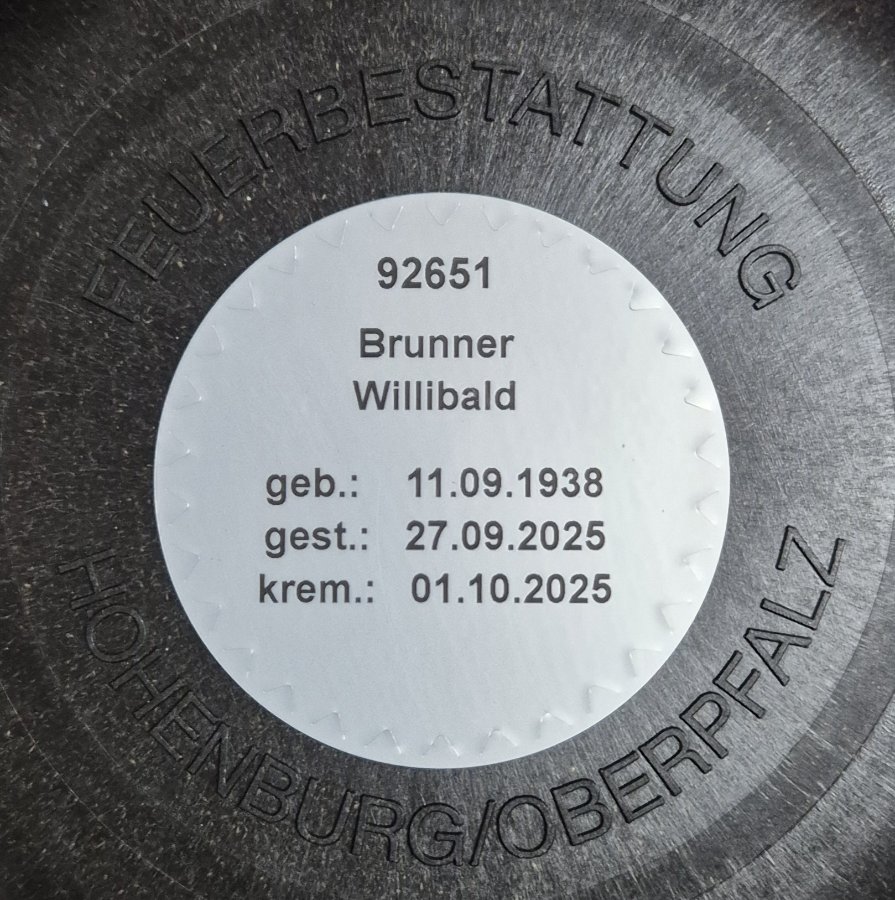 FEUERBESTATTUNG
92651
Brunner
Willibald
geb.: 11.09.1938
gest.: 27.09.2025
krem.: 01.10.2025
HOHENBURG/OBERPFALZ